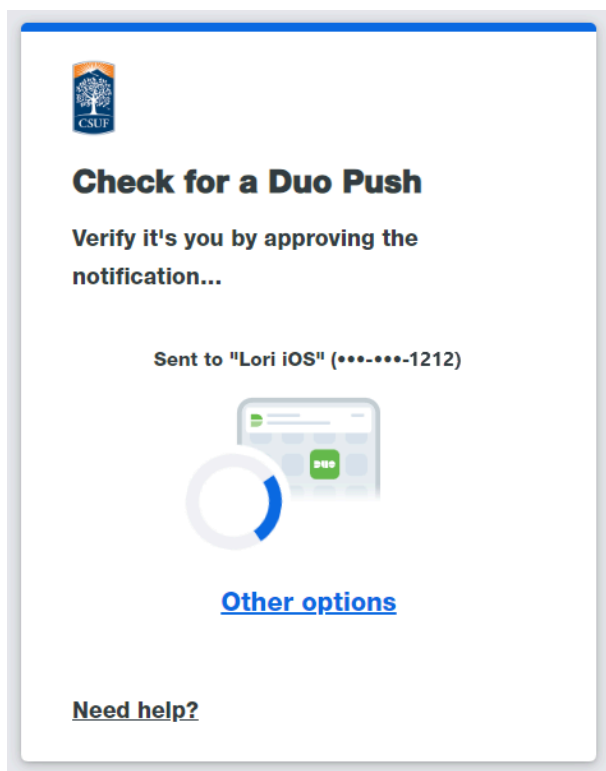 CSUF
Check for a Duo Push
Verify it's you by approving the
notification...
Sent to "Lori iOS" (•••-•••-1212)
DUO
Other options
Need help?